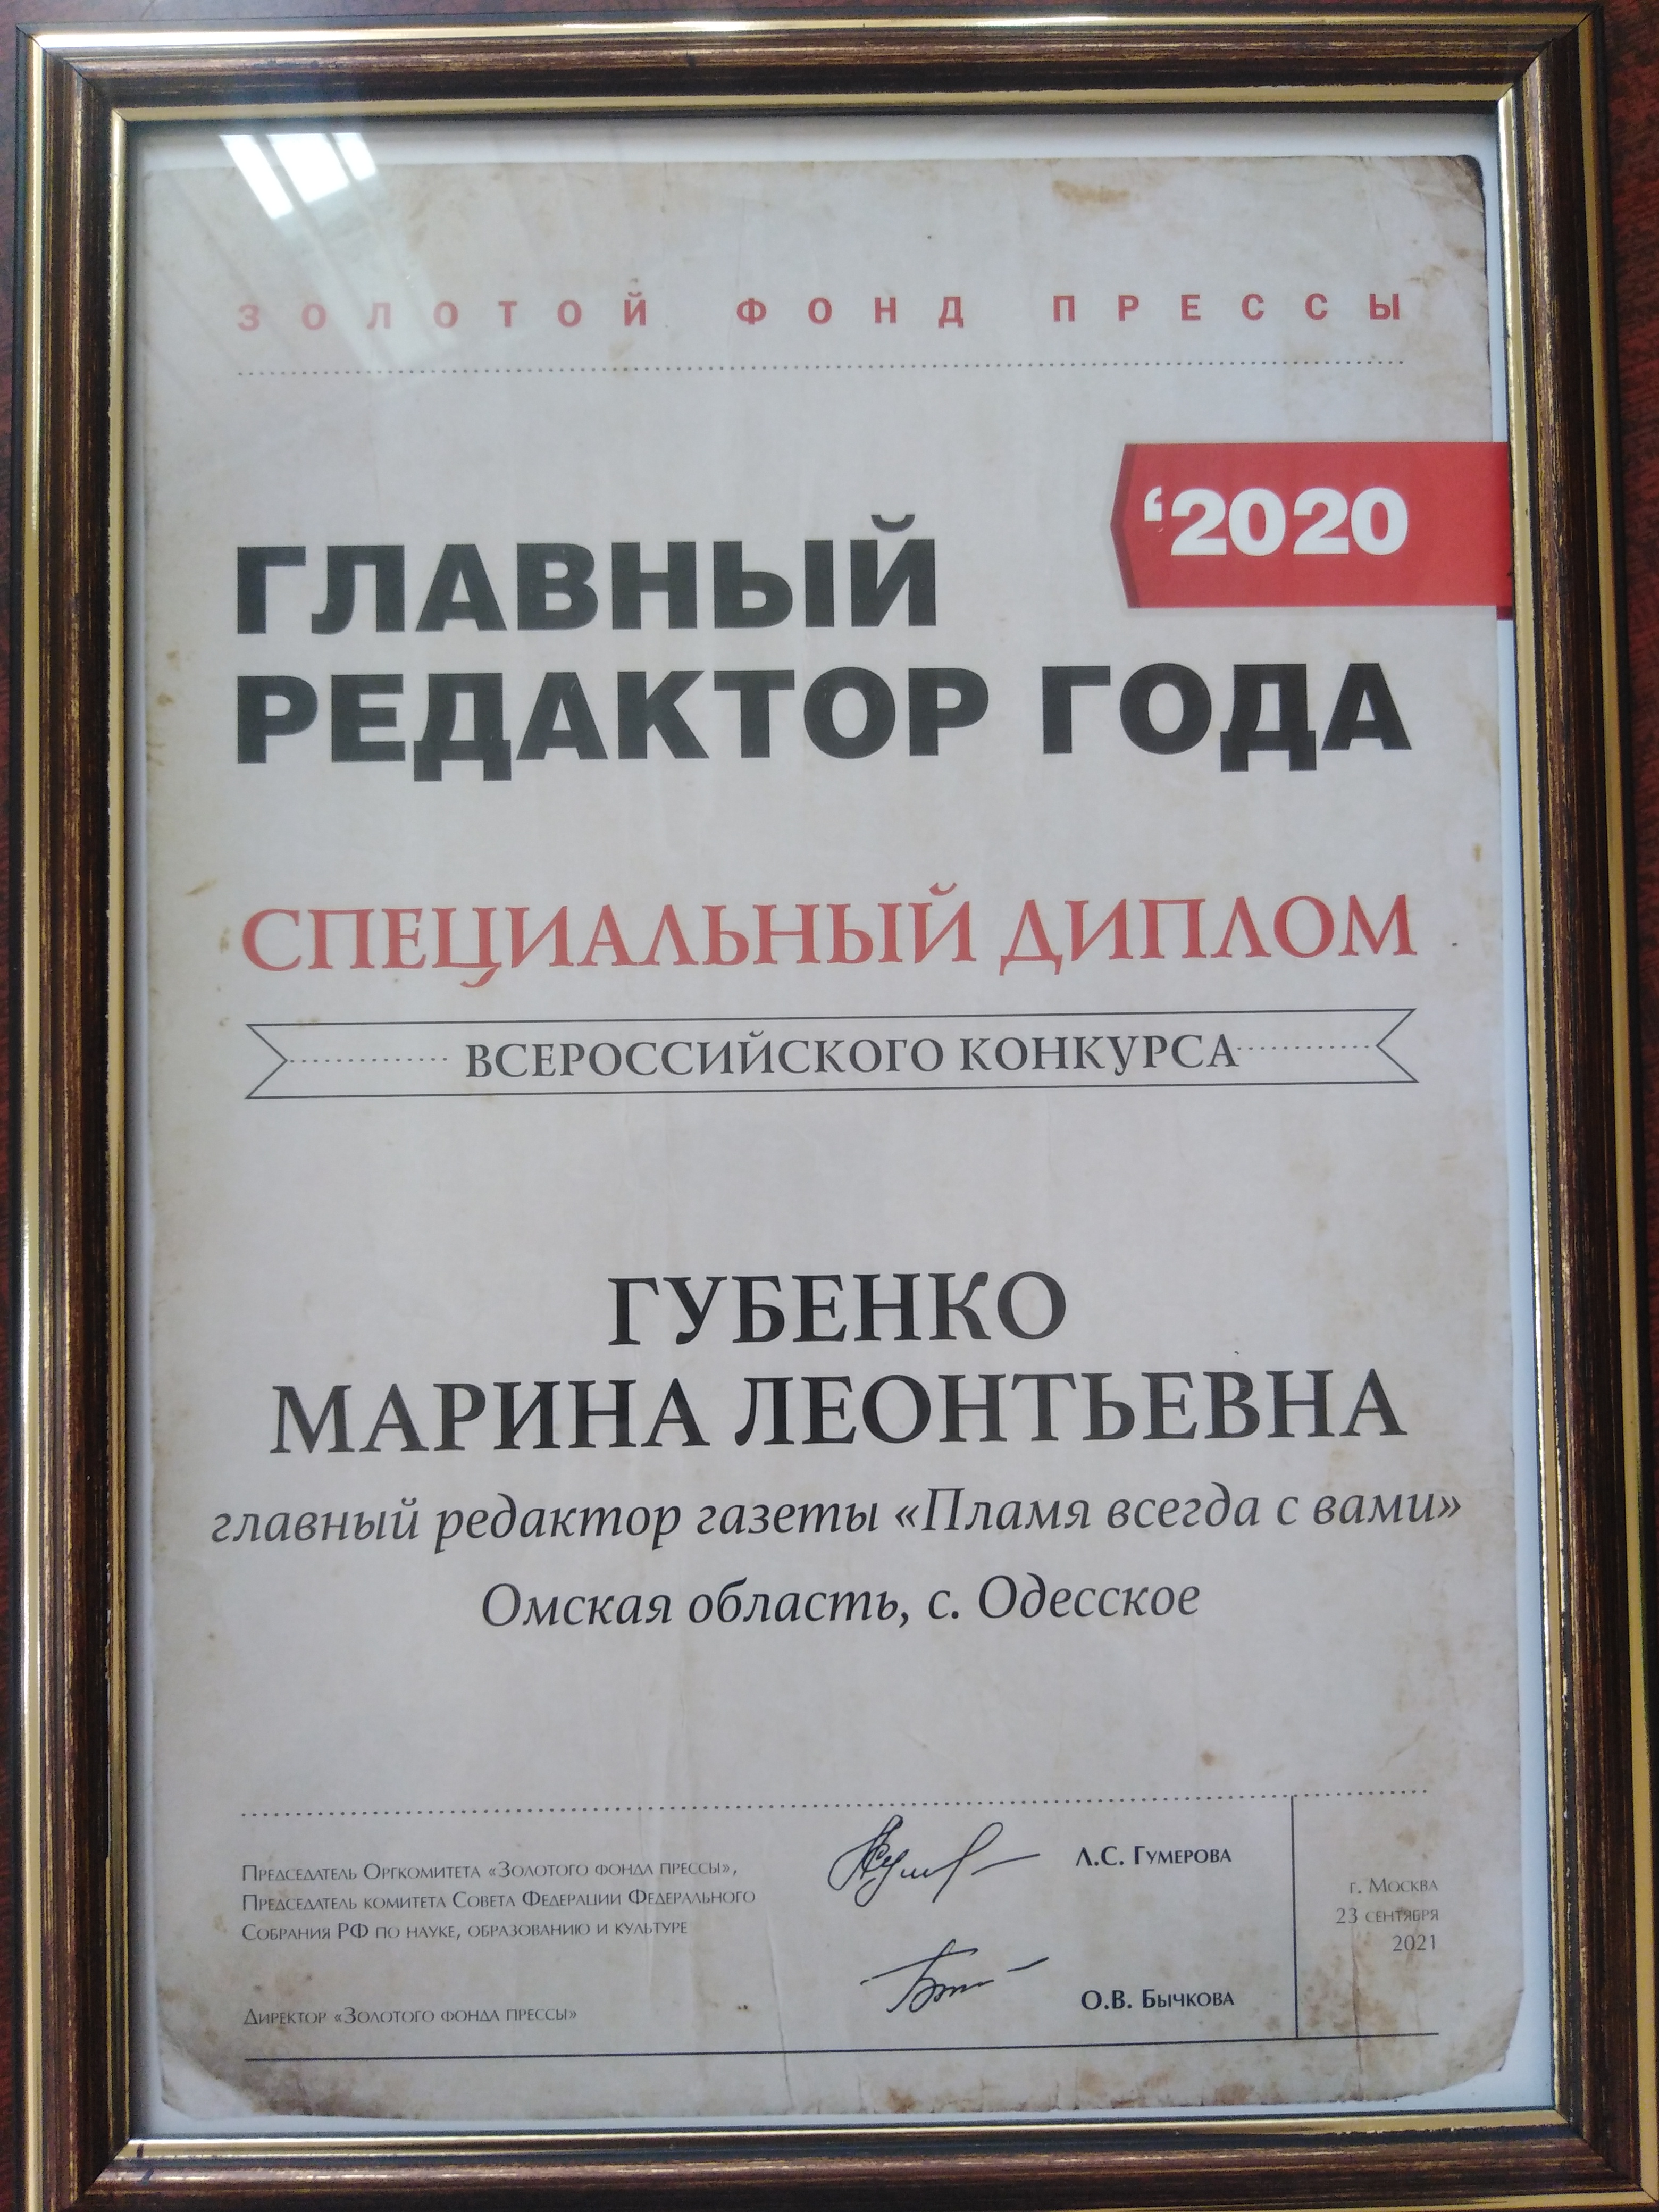 ЗОЛОТОЙ ФОНД ПРЕССЫ
‘2020
ГЛАВНЫЙ
РЕДАКТОР ГОДА
СПЕЦИАЛЬНЫЙ ДИПЛОМ
ВСЕРОССИЙСКОГО КОНКУРСА
ГУБЕНКО
МАРИНА ЛЕОНТЬЕВНА
главный редактор газеты «Пламя всегда с вами»
Омская область, с. Одесское
Председатель Оргкомитета «Золотого фонда прессы»,
Председатель комитета Совета Федерации Федерального
Собрания РФ по науке, образованию и культуре
Л.С. Гумерова
Директор «Золотого фонда прессы»
О.В. Бычкова
г. Москва
23 сентября
2021